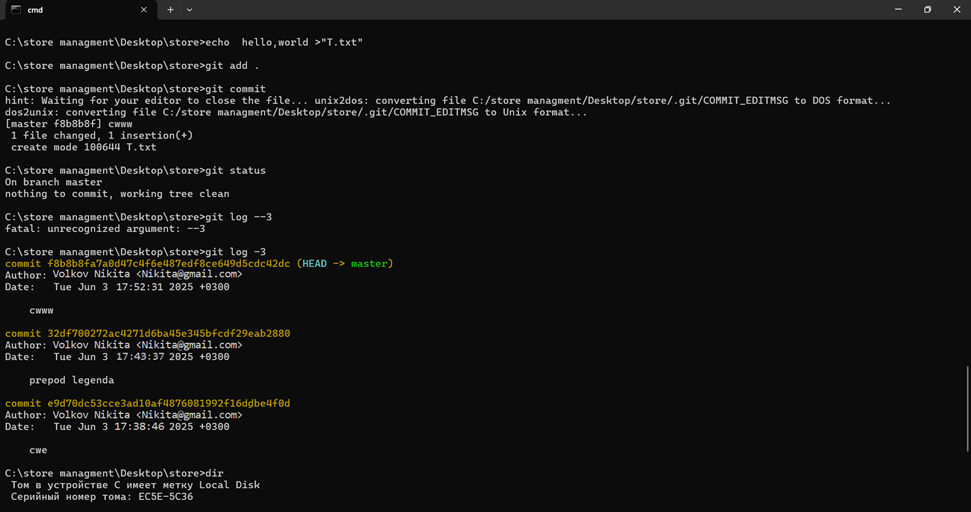 cmd
C:\store managment\Desktop\store>echo  hello,world >"T.txt"
C:\store managment\Desktop\store>git add .
C:\store managment\Desktop\store>git commit
hint: Waiting for your editor to close the file... unix2dos: converting file C:/store managment/Desktop/store/.git/COMMIT_EDITMSG to DOS format...
dos2unix: converting file C:/store managment/Desktop/store/.git/COMMIT_EDITMSG to Unix format...
[master f8b8b8f] cwww
 1 file changed, 1 insertion(+)
 create mode 100644 T.txt
C:\store managment\Desktop\store>git status
On branch master
nothing to commit, working tree clean
C:\store managment\Desktop\store>git log --3
fatal: unrecognized argument: --3
C:\store managment\Desktop\store>git log -3
commit f8b8b8fa7a0d47c4f6e487edf8ce649d5cdc42dc (HEAD -> master)
Author: Volkov Nikita <Nikita@gmail.com>
Date:   Tue Jun 3 17:52:31 2025 +0300
    cwww
commit 32df700272ac4271d6ba45e345bfcdf29eab2880
Author: Volkov Nikita <Nikita@gmail.com>
Date:   Tue Jun 3 17:43:37 2025 +0300
    prepod legenda
commit e9d70dc53cce3ad10af4876081992f16dgbe4f0d
Author: Volkov Nikita <Nikita@gmail.com>
Date:   Tue Jun 3 17:38:46 2025 +0300
    cwe
C:\store managment\Desktop\store>dir
 Том в устройстве C имеет метку Local Disk
 Серийный номер тома: EC5E-5C36